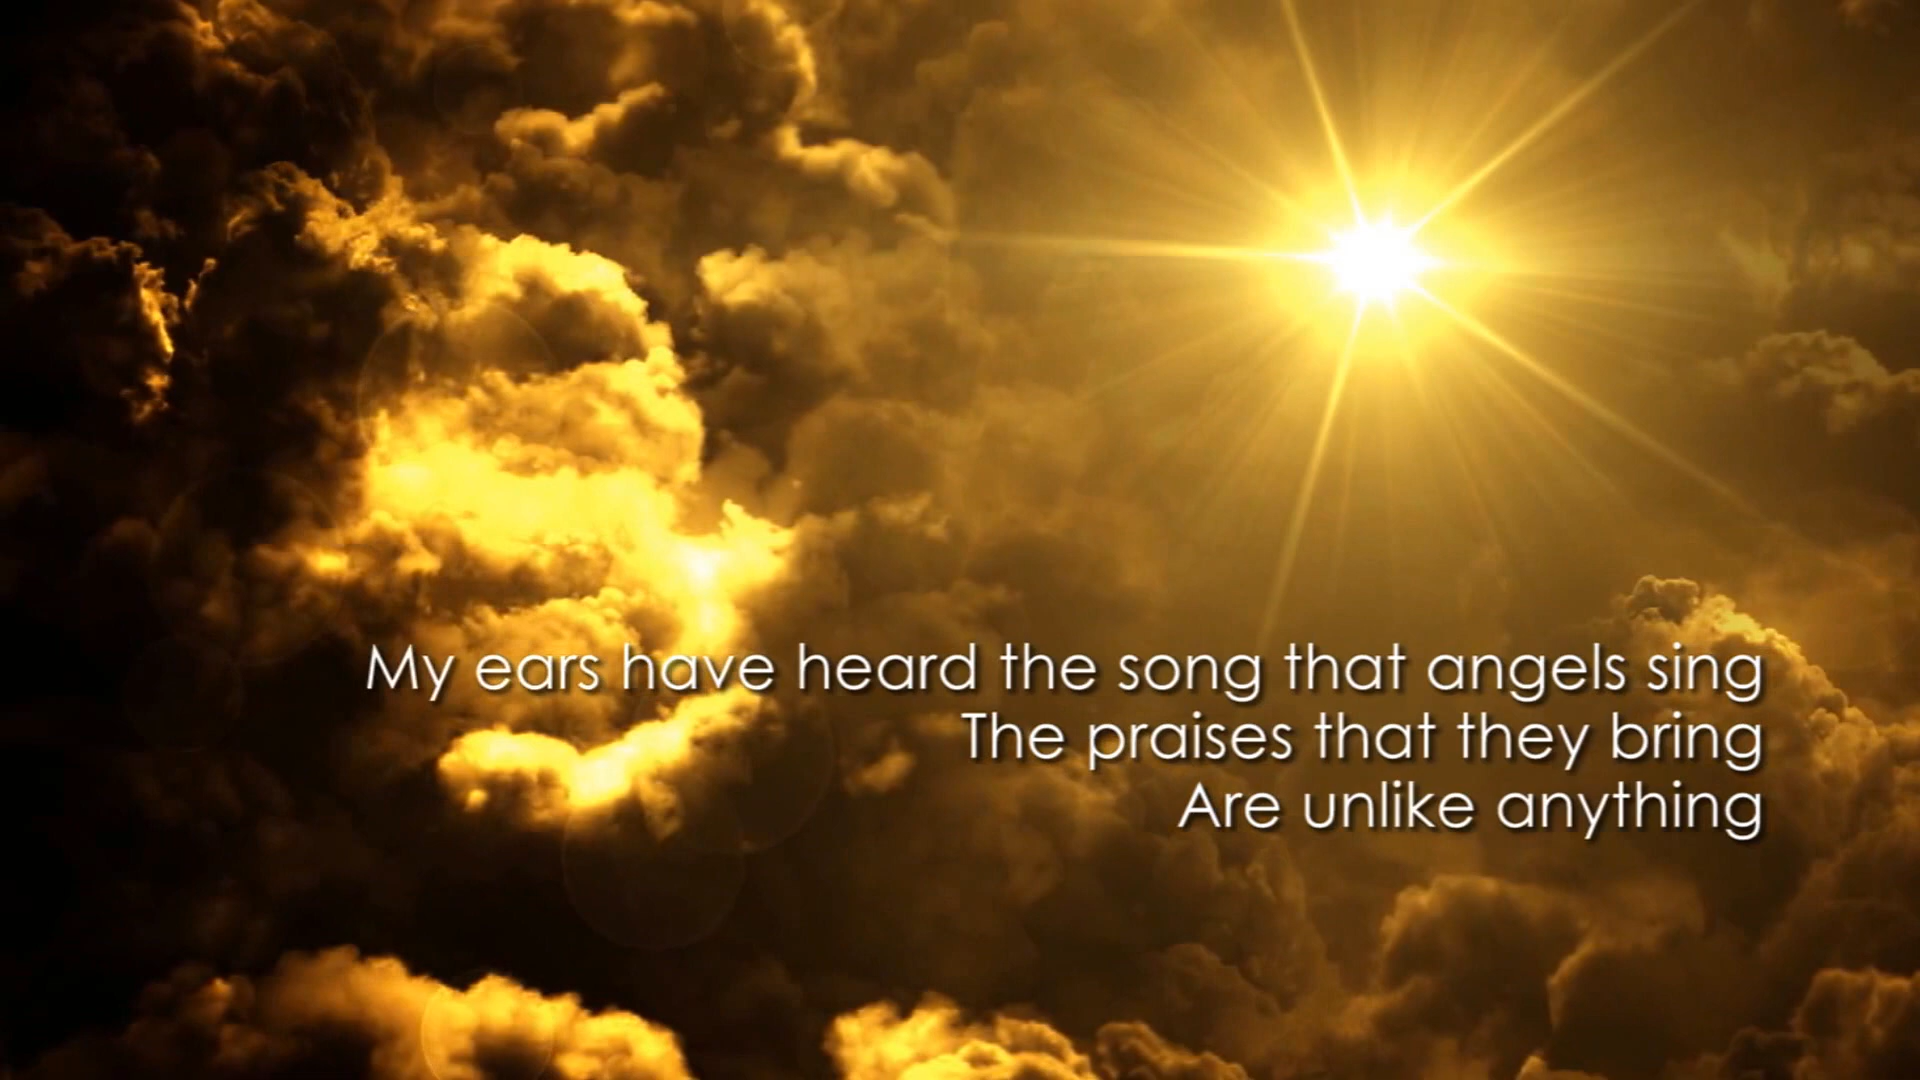 My ears have heard the song that angels sing
The praises that they bring
Are unlike anything